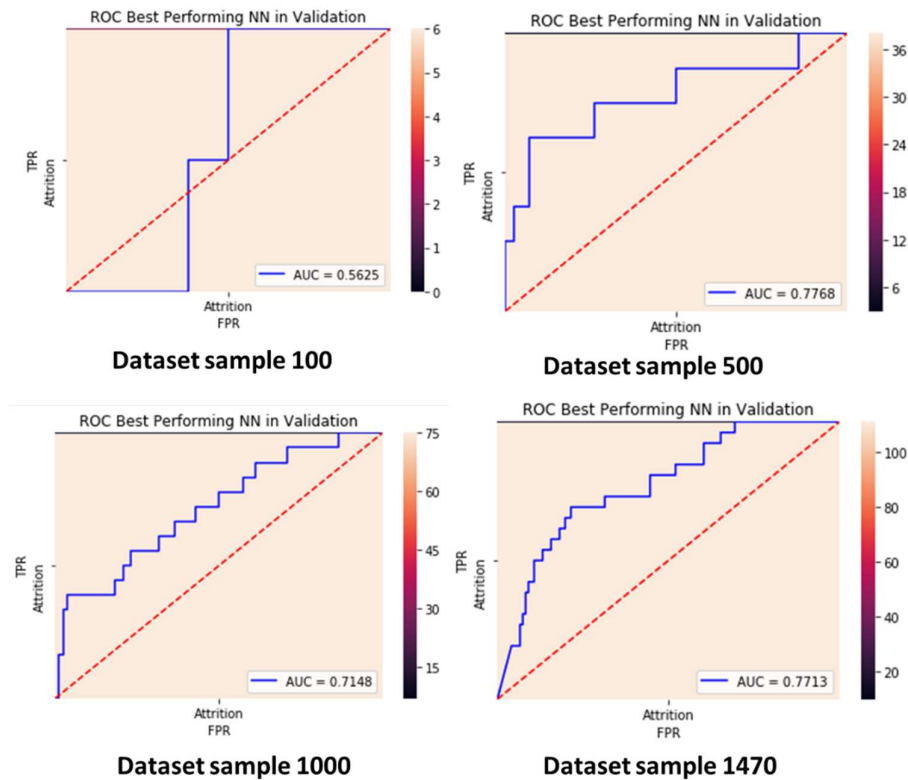 ROC Best Performing NN in Validation
TPR
Attrition
6
5
4
3
2
1
0
AUC = 0.5625
Attrition
FPR
Dataset sample 100
ROC Best Performing NN in Validation
TPR
Attrition
36
30
24
18
12
6
AUC = 0.7768
Attrition
FPR
Dataset sample 500
ROC Best Performing NN in Validation
TPR
Attrition
75
60
45
30
15
AUC = 0.7148
Attrition
FPR
Dataset sample 1000
ROC Best Performing NN in Validation
TPR
Attrition
100
80
60
40
20
AUC = 0.7713
Attrition
FPR
Dataset sample 1470